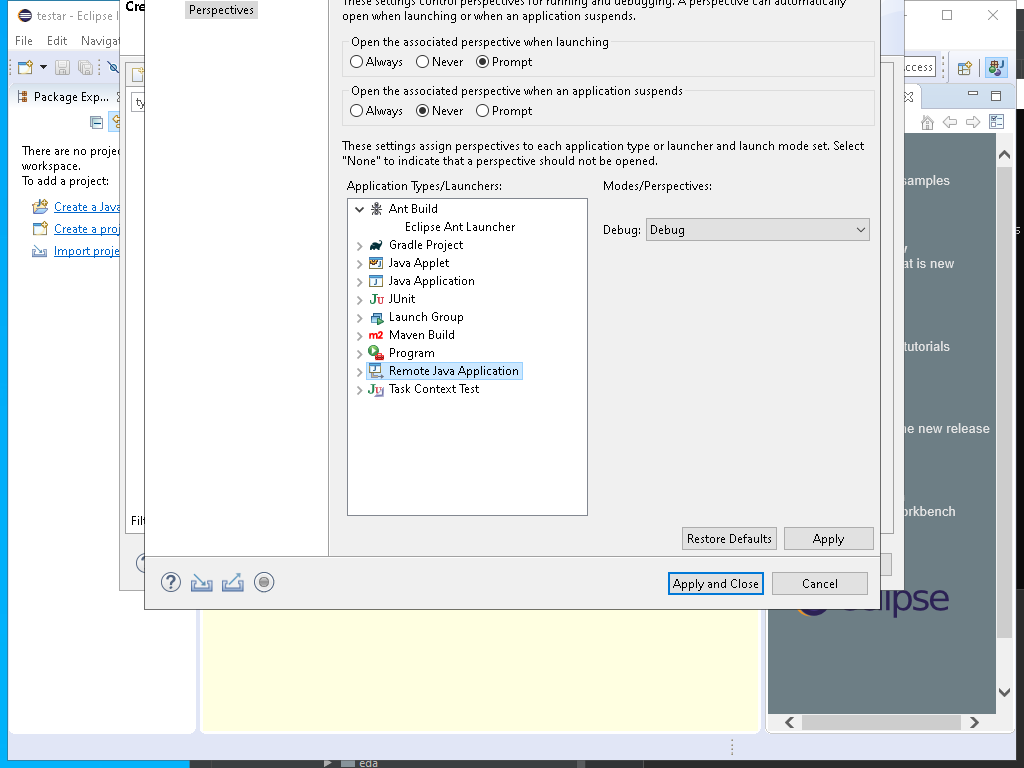 testar - Eclipse I
Cre
File Edit Navigat
Perspectives
These settings control perspectives for running and debugging. A perspective can automatically
open when launching or when an application suspends.
Open the associated perspective when launching
Always Never Prompt
Open the associated perspective when an application suspends
Always Never Prompt
These settings assign perspectives to each application type or launcher and launch mode set. Select
"None" to indicate that a perspective should not be opened.
Application Types/Launchers:
Modes/Perspectives:
Ant Build
Eclipse Ant Launcher
Gradle Project
Java Applet
Java Application
JUnit
Launch Group
Maven Build
Program
Remote Java Application
Task Context Test
Debug: Debug
Restore Defaults Apply
Apply and Close Cancel
Package Exp...
ty
There are no proje
workspace.
To add a project:
Create a Java
Create a proj
Import proje
Filt
ccess
amples
at is new
tutorials
he new release
orkbench
clipse
eda